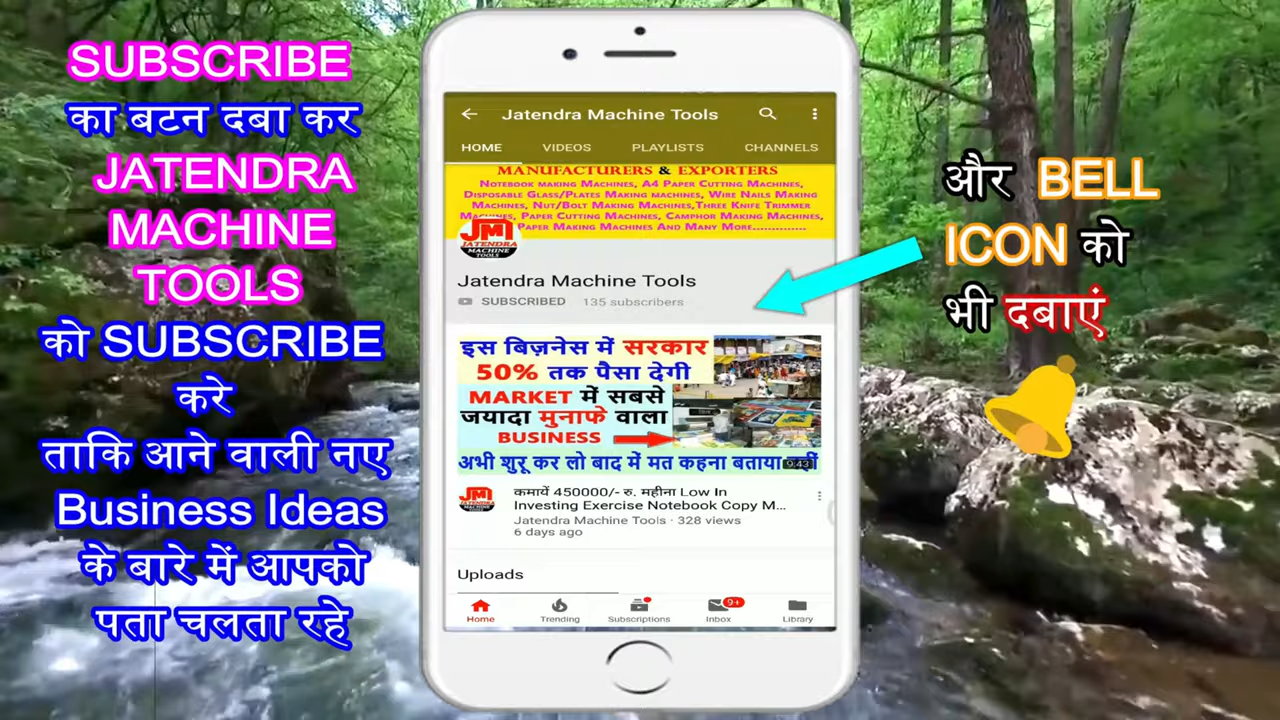 SUBSCRIBE
का बटन दबा कर
JATENDRA
MACHINE
TOOLS
को SUBSCRIBE
करे
ताकि आने वाली नए
Business Ideas
के बारे में आपको
पता चलता रहे
Jatendra Machine Tools
HOME VIDEOS PLAYLISTS CHANNELS
MANUFACTURERS & EXPORTERS
NOTEBOOK MAKING MACHINES, A4 PAPER CUTTING MACHINES,
DISPOSABLE GLASS/PLATES MAKING MACHINES, WIRE NAILS MAKING
MACHINES, NUT/BOLT MAKING MACHINES,THREE KNIFE TRIMMER
MACHINES, PAPER CUTTING MACHINES, CAMPHOR MAKING MACHINES,
PAPER MAKING MACHINES AND MANY MORE..............
JMT
JATENDRA
MACHINE
TOOLS
Jatendra Machine Tools
SUBSCRIBED 135 subscribers
इस बिज़नेस में सरकार
50% तक पैसा देगी
MARKET में सबसे
जयादा मुनाफे वाला
BUSINESS
अभी शुरू कर लो बाद में मत कहना बताया नहीं
9:43
JMT
कमायें 450000/- रु. महीना Low In
Investing Exercise Notebook Copy M...
Jatendra Machine Tools · 328 views
6 days ago
Uploads
Home Trending Subscriptions Inbox Library
9+
और BELL
ICON को
भी दबाएं